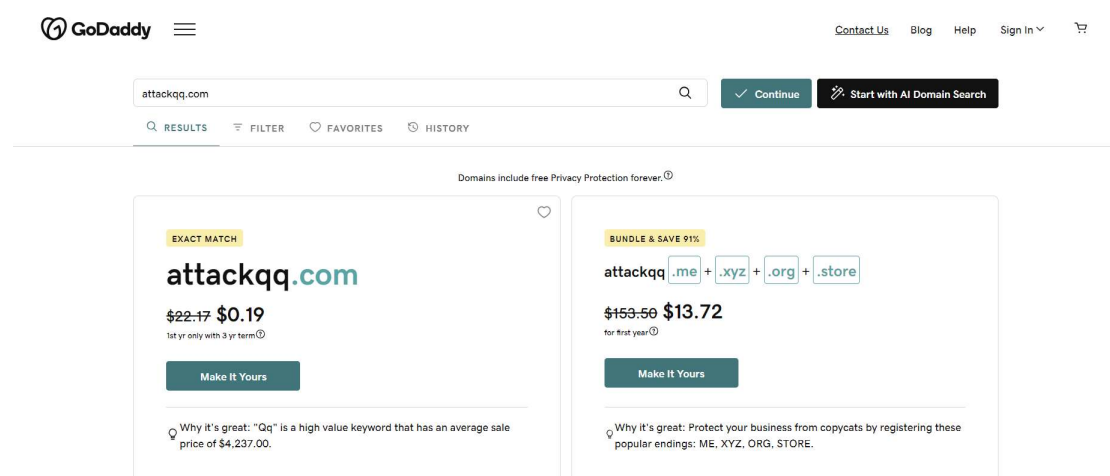 GoDaddy
Contact Us Blog Help Sign In
attackqq.com
Continue
Start with AI Domain Search
RESULTS FILTER FAVORITES HISTORY
Domains include free Privacy Protection forever.
EXACT MATCH
attackqq.com
$22.17 $0.19
1st yr only with 3 yr term
Make It Yours
Why it's great: "Qq" is a high value keyword that has an average sale
price of $4,237.00.
BUNDLE & SAVE 91%
attackqq .me + .xyz + .org + .store
$153.50 $13.72
for first year
Make It Yours
Why it's great: Protect your business from copycats by registering these
popular endings: ME, XYZ, ORG, STORE.